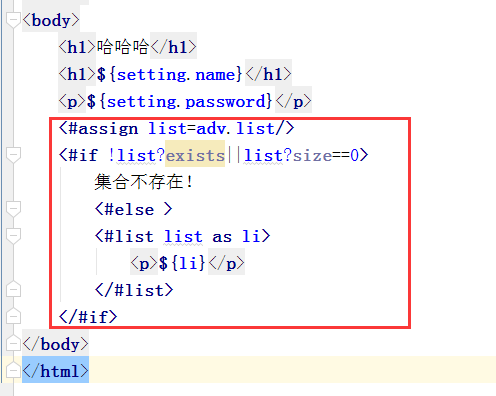 <body>
<h1>哈哈哈</h1>
<h1>${setting.name}</h1>
<p>${setting.password}</p>
<#assign list=adv.list/>
<#if !list?exists||list?size==0>
集合不存在!
<#else >
<#list list as li>
<p>${li}</p>
</#list>
</#if>
</body>
</html>